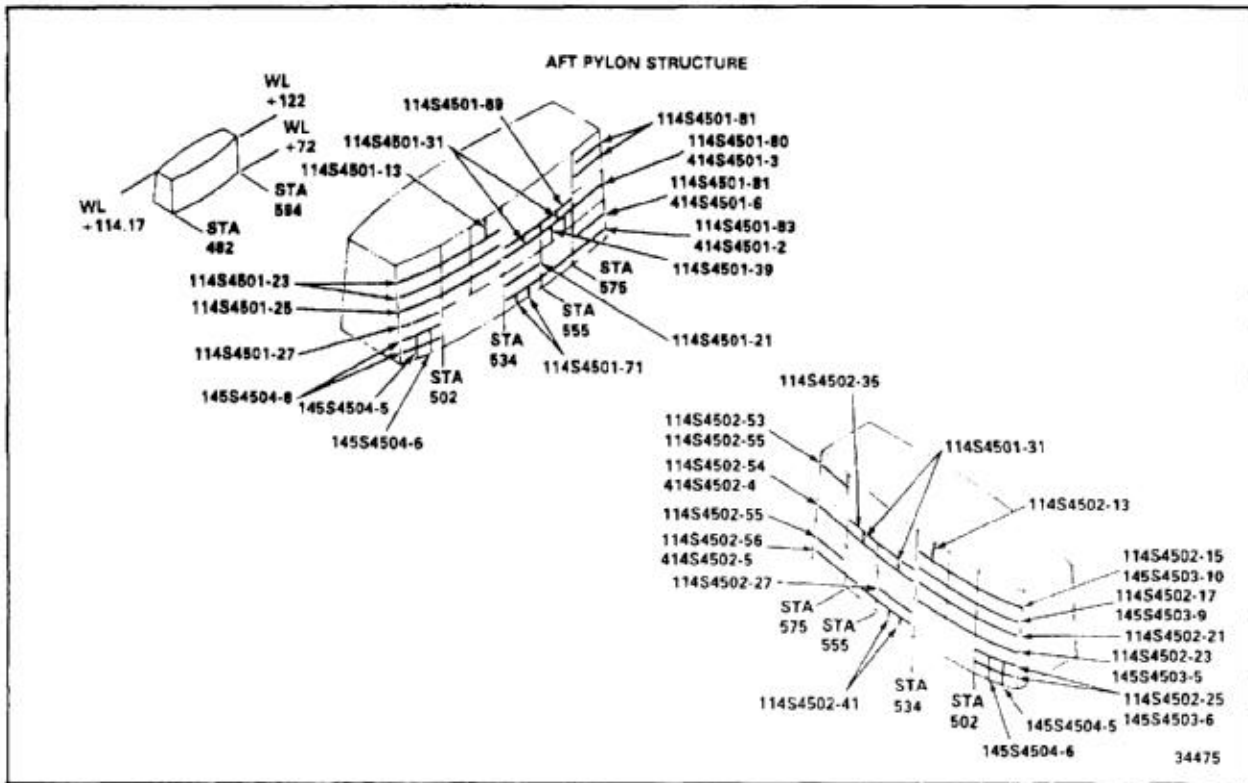 AFT PYLON STRUCTURE
WL
+122
WL
+72
STA
594
WL
+114.17
STA
482
114S4501-89
114S4501-31
114S4501-13
114S4501-81
114S4501-80
414S4501-3
114S4501-81
414S4501-6
114S4501-83
414S4501-2
114S4501-39
STA
575
STA
555
114S4501-21
STA
534
114S4501-71
114S4501-23
114S4501-25
114S4501-27
145S4504-8
145S4504-5
145S4504-6
STA
502
114S4502-35
114S4502-53
114S4502-55
114S4502-54
414S4502-4
114S4502-55
114S4502-56
414S4502-5
114S4502-27
114S4501-31
114S4502-13
114S4502-15
145S4503-10
114S4502-17
145S4503-9
114S4502-21
114S4502-23
145S4503-5
114S4502-25
145S4503-6
STA
575
STA
555
114S4502-41
STA
534
STA
502
145S4504-5
145S4504-6
34475